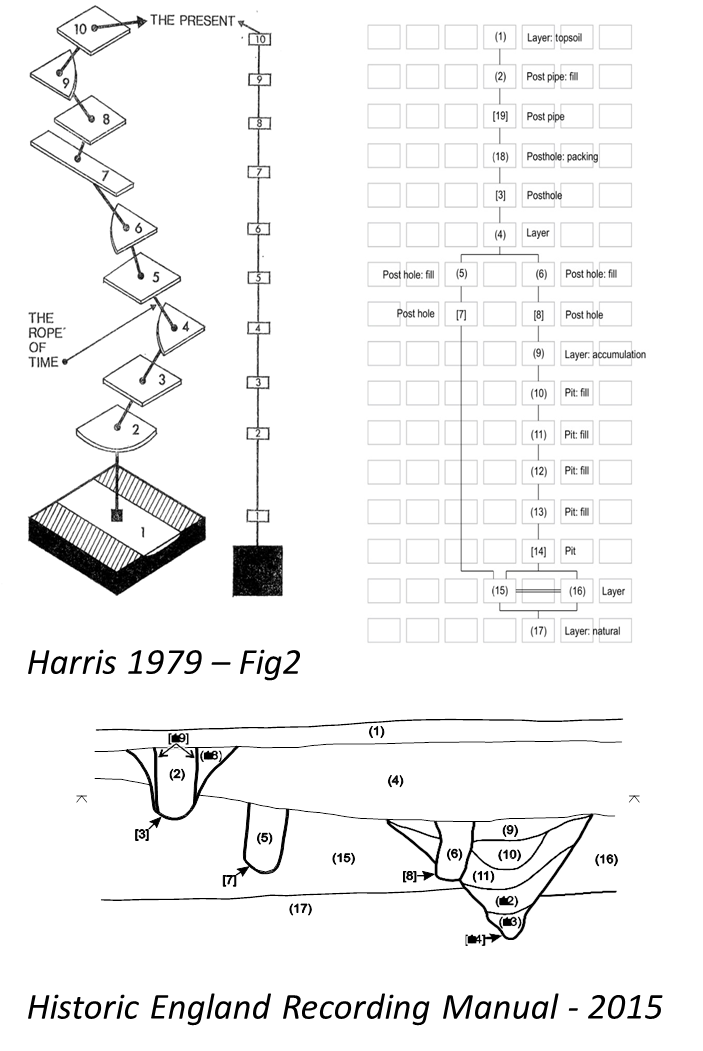 10
THE PRESENT
9
8
7
6
5
THE
ROPE
OF
TIME
4
3
2
1
10
9
8
7
6
5
4
3
2
1
(1) Layer: topsoil
(2) Post pipe: fill
[19] Post pipe
(18) Posthole: packing
[3] Posthole
(4) Layer
Post hole: fill (5) (6) Post hole: fill
Post hole [7] [8] Post hole
(9) Layer: accumulation
(10) Pit: fill
(11) Pit: fill
(12) Pit: fill
(13) Pit: fill
[14] Pit
(15) (16) Layer
(17) Layer: natural
Harris 1979 – Fig2
(1)
(2)
(4)
[3]
(5)
[7]
(15)
(6)
[8]
(9)
(10)
(11)
(16)
(17)
Historic England Recording Manual - 2015